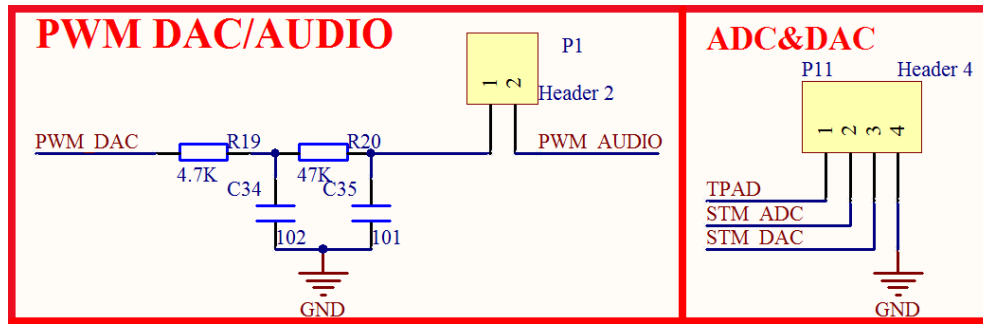 PWM DAC/AUDIO
P1
1
2
Header 2
PWM_DAC
R19
R20
PWM_AUDIO
4.7K
47K
C34
C35
102
101
GND
ADC&DAC
P11
Header 4
1
2
3
4
TPAD
STM_ADC
STM_DAC
GND